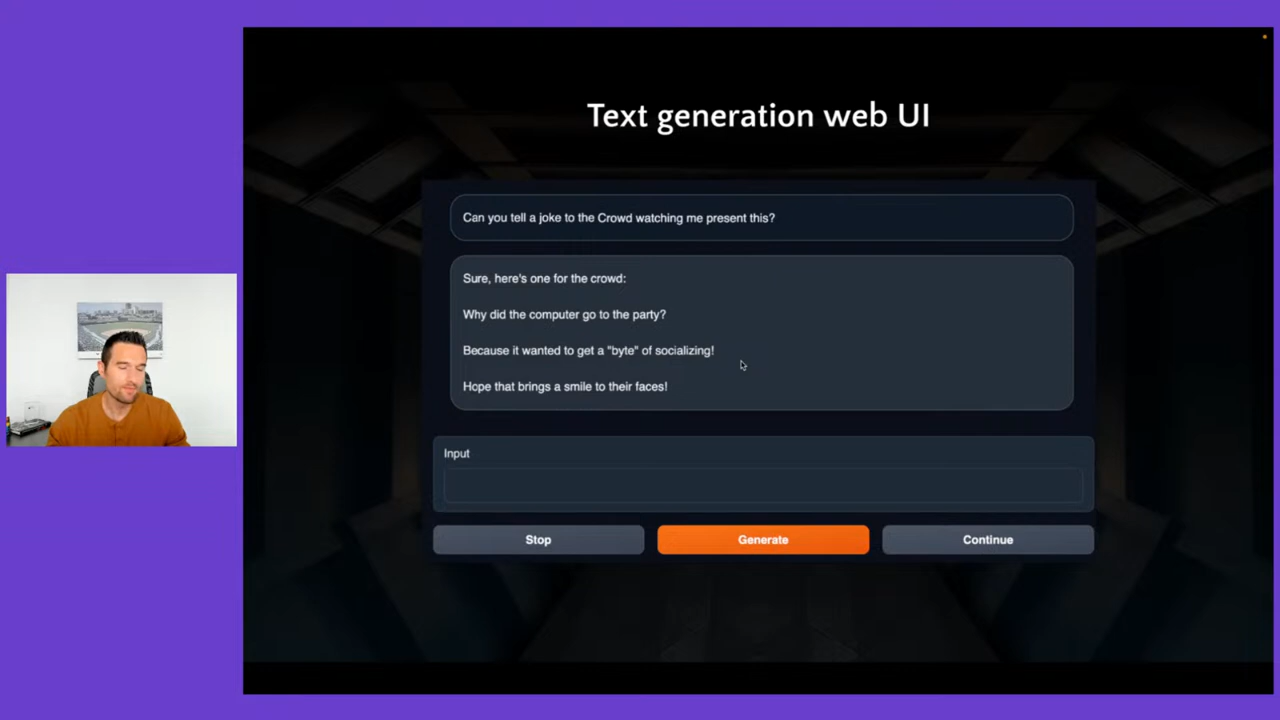 Text generation web UI
Can you tell a joke to the Crowd watching me present this?
Sure, here's one for the crowd:
Why did the computer go to the party?
Because it wanted to get a "byte" of socializing!
Hope that brings a smile to their faces!
Input
Stop
Generate
Continue